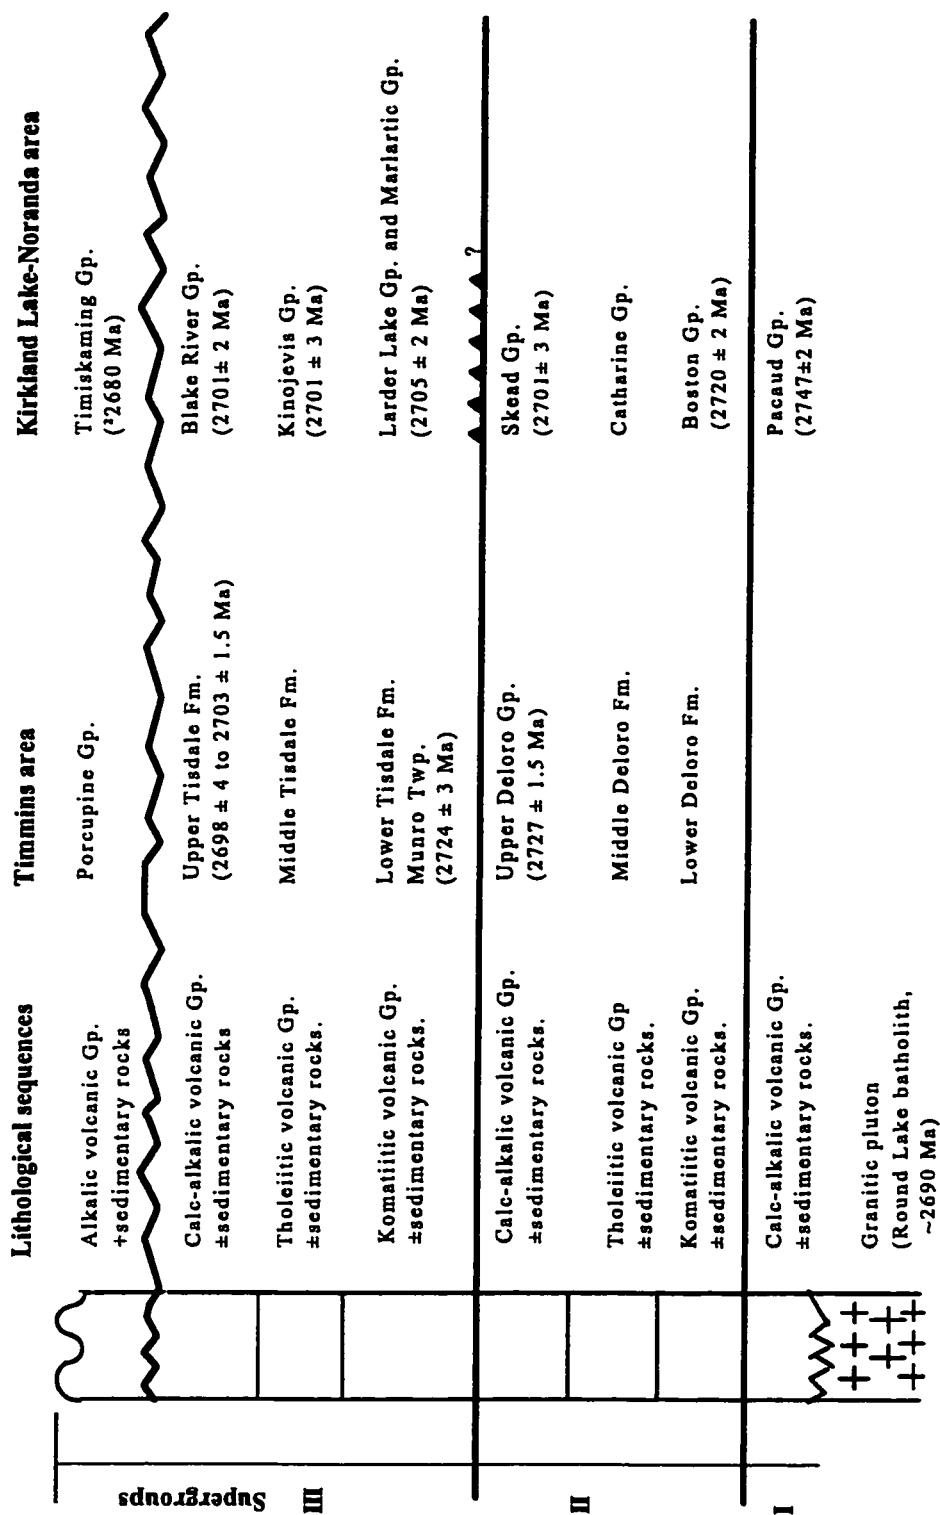 Supergroups
III
II
I
Lithological sequences
Alkalic volcanic Gp.
+sedimentary rocks
Calc-alkalic volcanic Gp.
±sedimentary rocks
Tholeiitic volcanic Gp.
±sedimentary rocks.
Komatiitic volcanic Gp.
±sedimentary rocks.
Calc-alkalic volcanic Gp.
±sedimentary rocks.
Tholeiitic volcanic Gp
±sedimentary rocks.
Komatiitic volcanic Gp.
±sedimentary rocks.
Calc-alkalic volcanic Gp.
±sedimentary rocks.
Granitic pluton
(Round Lake batholith,
~2690 Ma)
Timmins area
Porcupine Gp.
Upper Tisdale Fm.
(2698 ± 4 to 2703 ± 1.5 Ma)
Middle Tisdale Fm.
Lower Tisdale Fm.
Munro Twp.
(2724 ± 3 Ma)
Upper Deloro Gp.
(2727 ± 1.5 Ma)
Middle Deloro Fm.
Lower Deloro Fm.
Kirkland Lake-Noranda area
Timiskaming Gp.
(²2680 Ma)
Blake River Gp.
(2701± 2 Ma)
Kinojevis Gp.
(2701 ± 3 Ma)
Larder Lake Gp. and Marlartic Gp.
(2705 ± 2 Ma)
?
Skead Gp.
(2701± 3 Ma)
Catharine Gp.
Boston Gp.
(2720 ± 2 Ma)
Pacaud Gp.
(2747±2 Ma)